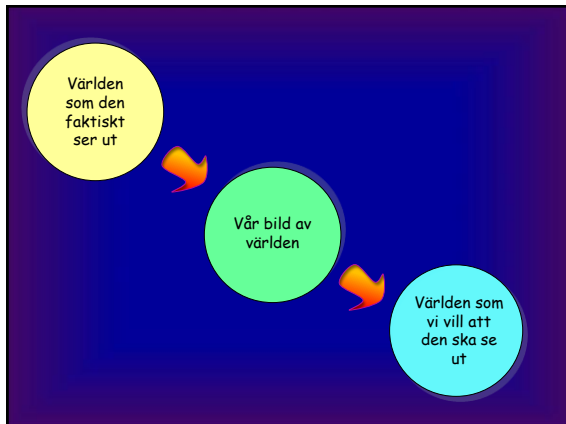 Världen
som den
faktiskt
ser ut
Vår bild av
världen
Världen som
vi vill att
den ska se
ut